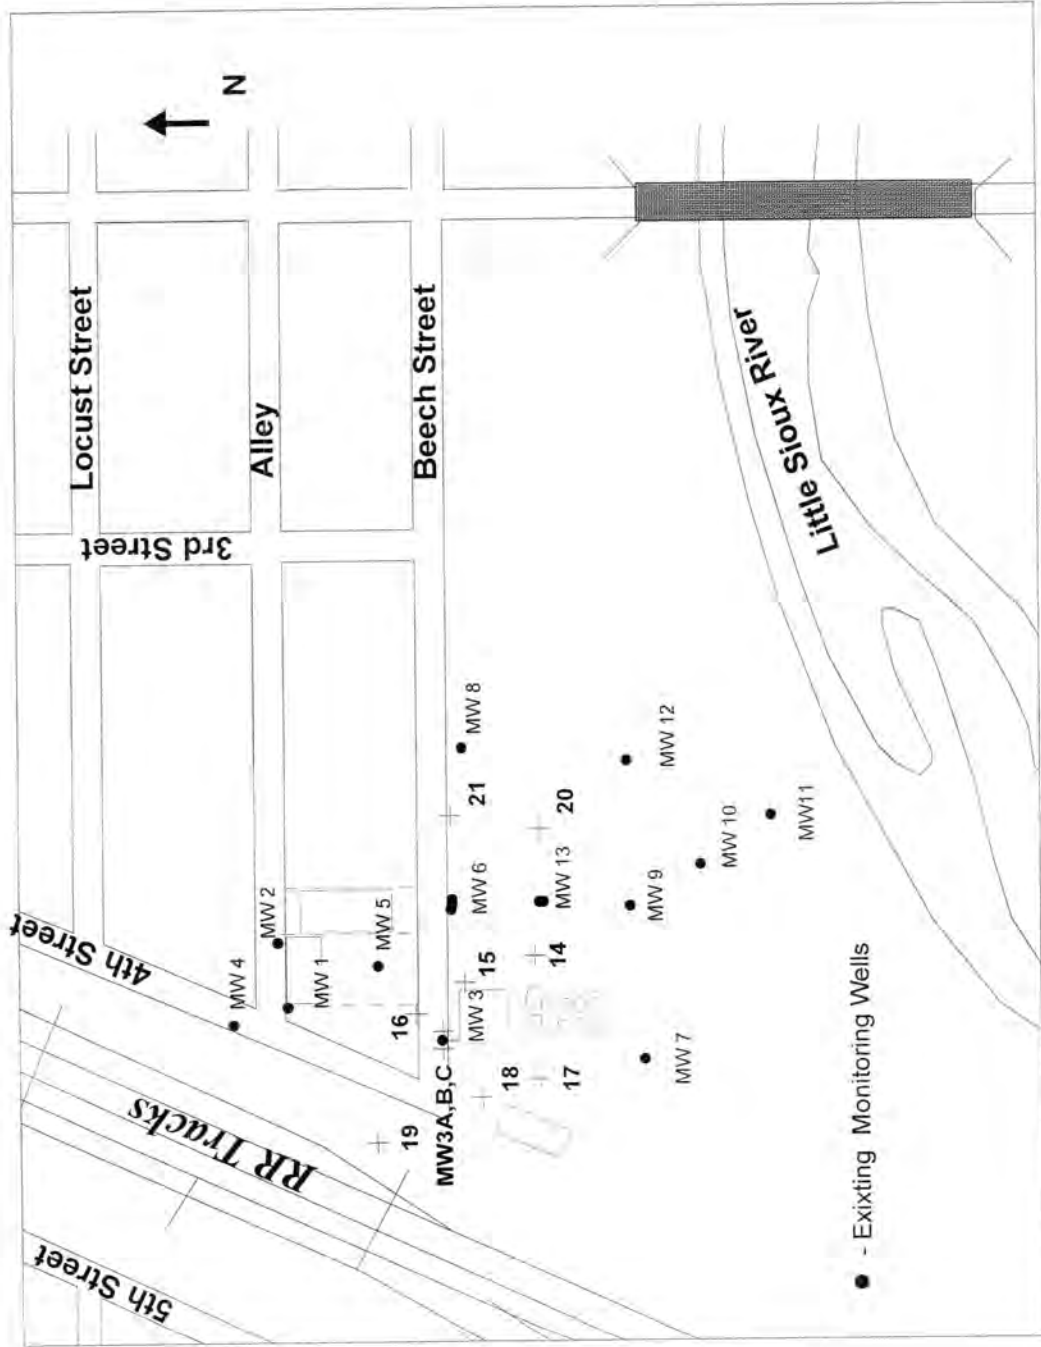 N
Locust Street
Alley
Beech Street
3rd Street
Little Sioux River
MW 8
MW 12
21
20
MW 10
MW11
MW 6
MW 13
MW 9
MW 2
MW 5
4th Street
MW 4
MW 1
15
14
16
MW 3
18
17
MW 7
MW3A,B,C
19
RR Tracks
5th Street
- Exixting Monitoring Wells